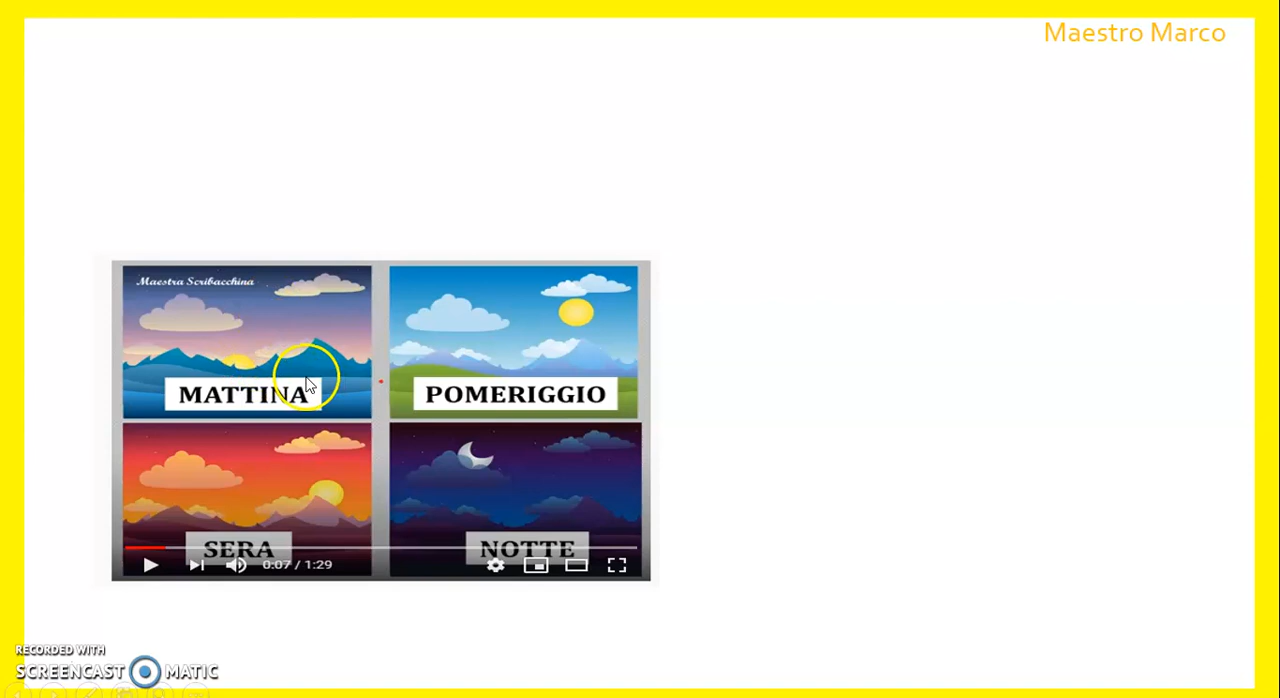 Maestro Marco
Maestra Scribacchina
MATTINA
POMERIGGIO
SERA
NOTTE
0:07 / 1:29
RECORDED WITH
SCREENCAST MATIC